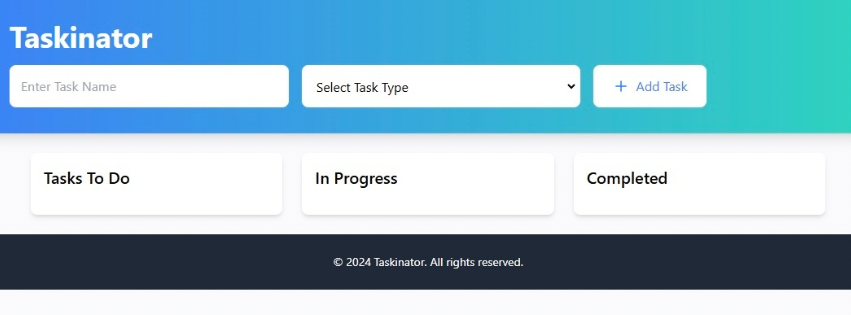 Taskinator
Enter Task Name
Select Task Type
Add Task
Tasks To Do
In Progress
Completed
© 2024 Taskinator. All rights reserved.